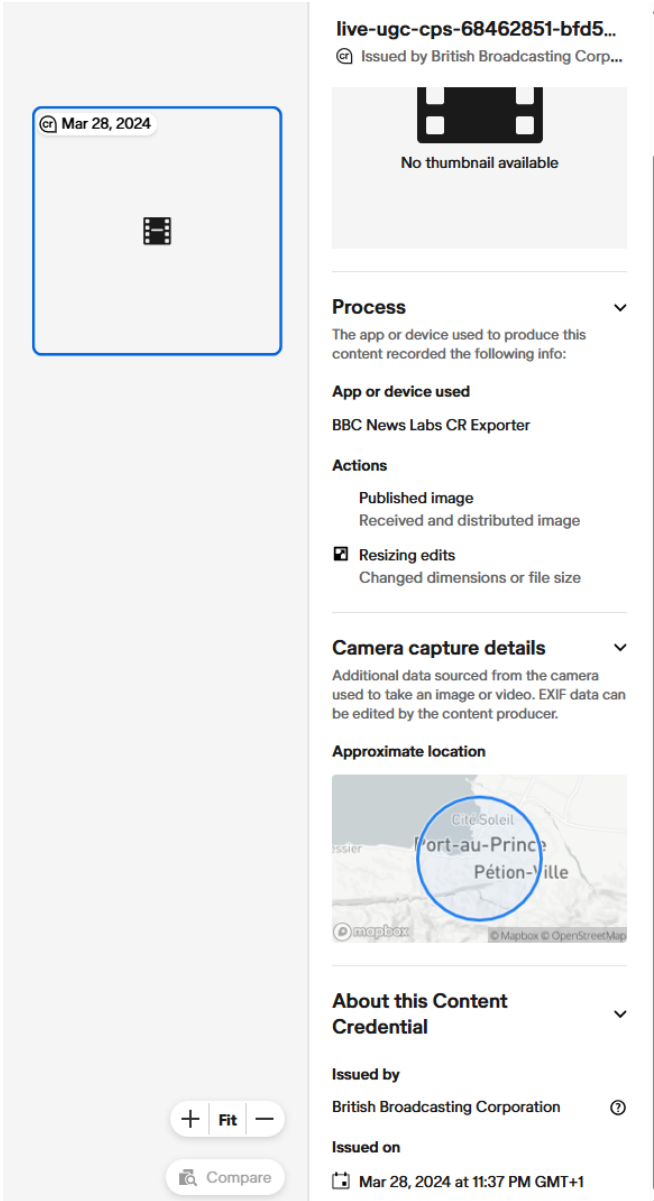 live-ugc-cps-68462851-bfd5...
cr Issued by British Broadcasting Corp...
cr Mar 28, 2024
No thumbnail available
Process
The app or device used to produce this
content recorded the following info:
App or device used
BBC News Labs CR Exporter
Actions
Published image
Received and distributed image
Resizing edits
Changed dimensions or file size
Camera capture details
Additional data sourced from the camera
used to take an image or video. EXIF data can
be edited by the content producer.
Approximate location
Cité Soleil
essier
Port-au-Prince
Pétion-Ville
mapbox
© Mapbox © OpenStreetMap
About this Content
Credential
Issued by
British Broadcasting Corporation
Issued on
Mar 28, 2024 at 11:37 PM GMT+1
Fit
Compare